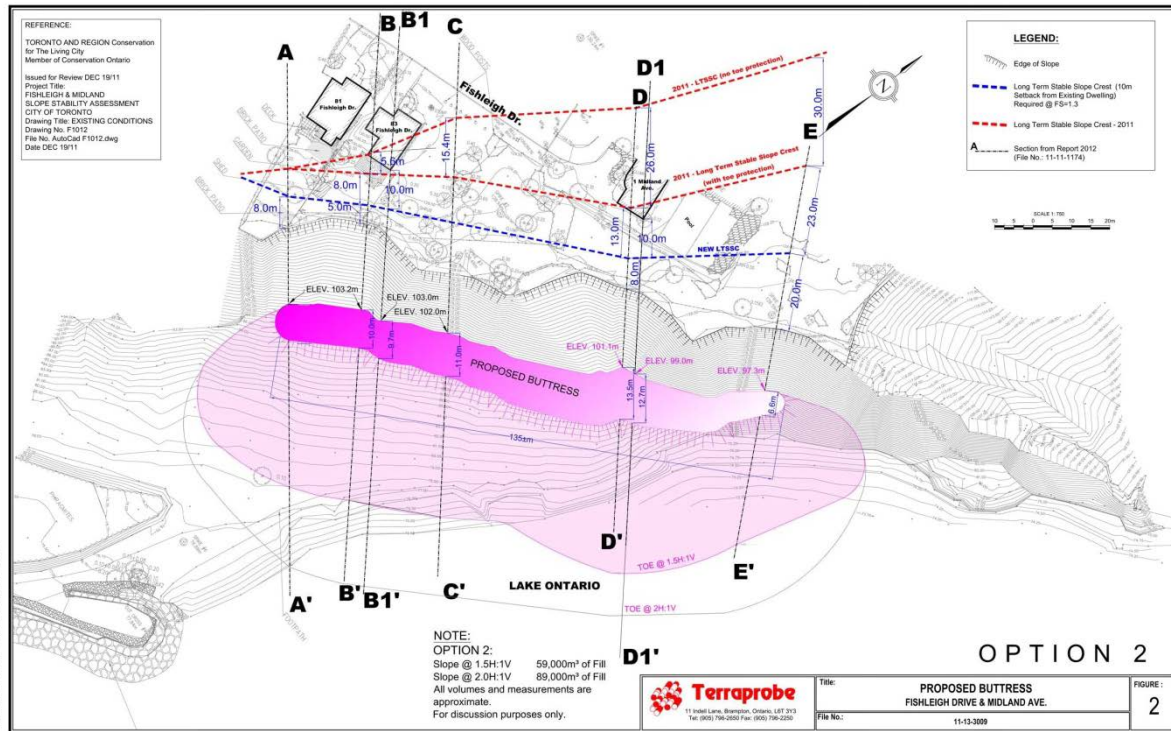 REFERENCE:
TORONTO AND REGION Conservation
for The Living City
Member of Conservation Ontario
Issued for Review DEC 19/11
Project Title:
FISHLEIGH & MIDLAND
SLOPE STABILITY ASSESSMENT
CITY OF TORONTO
Drawing Title: EXISTING CONDITIONS
Drawing No. F1012
File No. AutoCad F1012.dwg
Date DEC 19/11
A
B
B1
C
D1
D
E
Fishleigh Dr.
81
Fishleigh Dr.
83
Fishleigh Dr.
1 Midland
Ave.
Pool
2011 - LTSSC (no toe protection)
2011 - Long Term Stable Slope Crest
(with toe protection)
NEW LTSSC
30.0m
15.4m
26.0m
5.6m
8.0m
10.0m
8.0m
5.0m
13.0m
10.0m
8.0m
23.0m
20.0m
LEGEND:
Edge of Slope
Long Term Stable Slope Crest (10m
Setback from Existing Dwelling)
Required @ FS=1.3
Long Term Stable Slope Crest - 2011
A
Section from Report 2012
(File No.: 11-11-1174)
SCALE 1:750
10 5 0 5 10 15 20m
ELEV. 103.2m
ELEV. 103.0m
ELEV. 102.0m
ELEV. 101.1m
ELEV. 99.0m
ELEV. 97.3m
10.0m
9.7m
11.0m
13.5m
12.7m
6.6m
PROPOSED BUTTRESS
135±m
TOE @ 1.5H:1V
TOE @ 2H:1V
LAKE ONTARIO
FOOTPATH
A'
B'
B1'
C'
D'
D1'
E'
NOTE:
OPTION 2:
Slope @ 1.5H:1V 59,000m³ of Fill
Slope @ 2.0H:1V 89,000m³ of Fill
All volumes and measurements are
approximate.
For discussion purposes only.
OPTION 2
Terraprobe
11 Indell Lane, Brampton, Ontario, L6T 3Y3
Tel: (905) 796-2650 Fax: (905) 796-2250
Title:
PROPOSED BUTTRESS
FISHLEIGH DRIVE & MIDLAND AVE.
File No.:
11-13-3009
FIGURE :
2